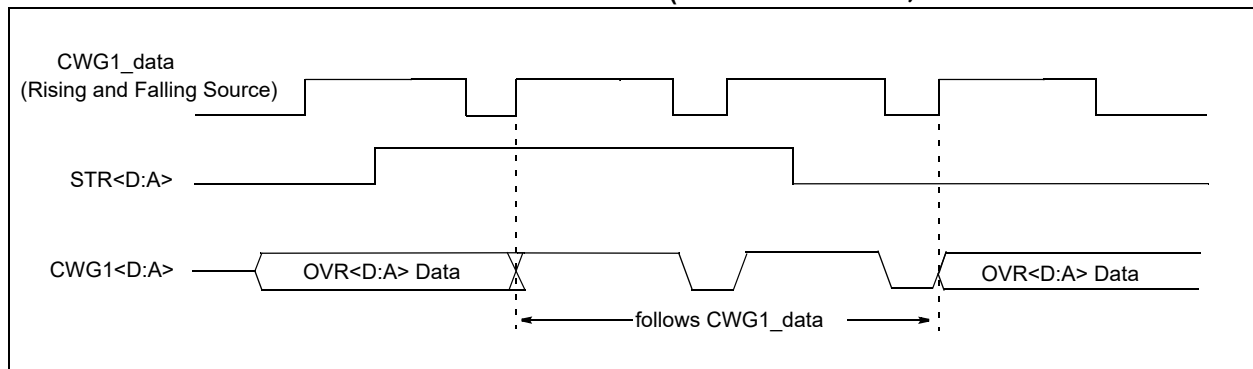 CWG1_data
(Rising and Falling Source)
STR<D:A>
CWG1<D:A>
OVR<D:A> Data
OVR<D:A> Data
follows CWG1_data